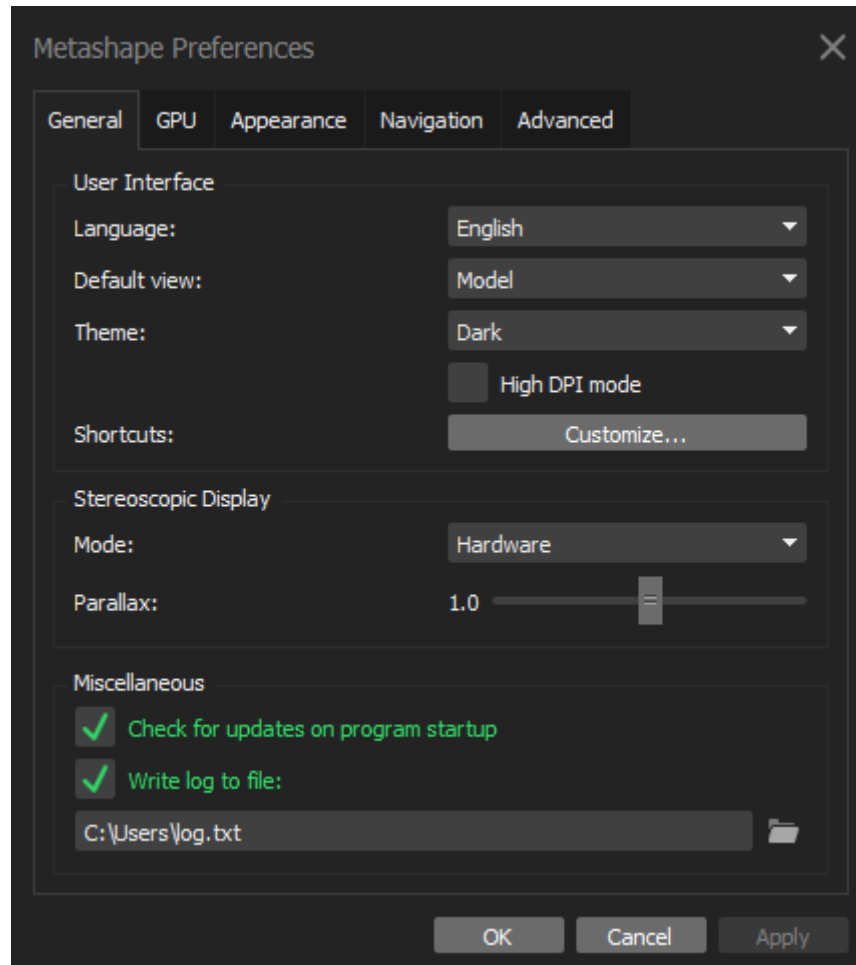 Metashape Preferences
General GPU Appearance Navigation Advanced
User Interface
Language: English
Default view: Model
Theme: Dark
High DPI mode
Shortcuts: Customize...
Stereoscopic Display
Mode: Hardware
Parallax: 1.0
Miscellaneous
Check for updates on program startup
Write log to file:
C:\Users\log.txt
OK Cancel Apply